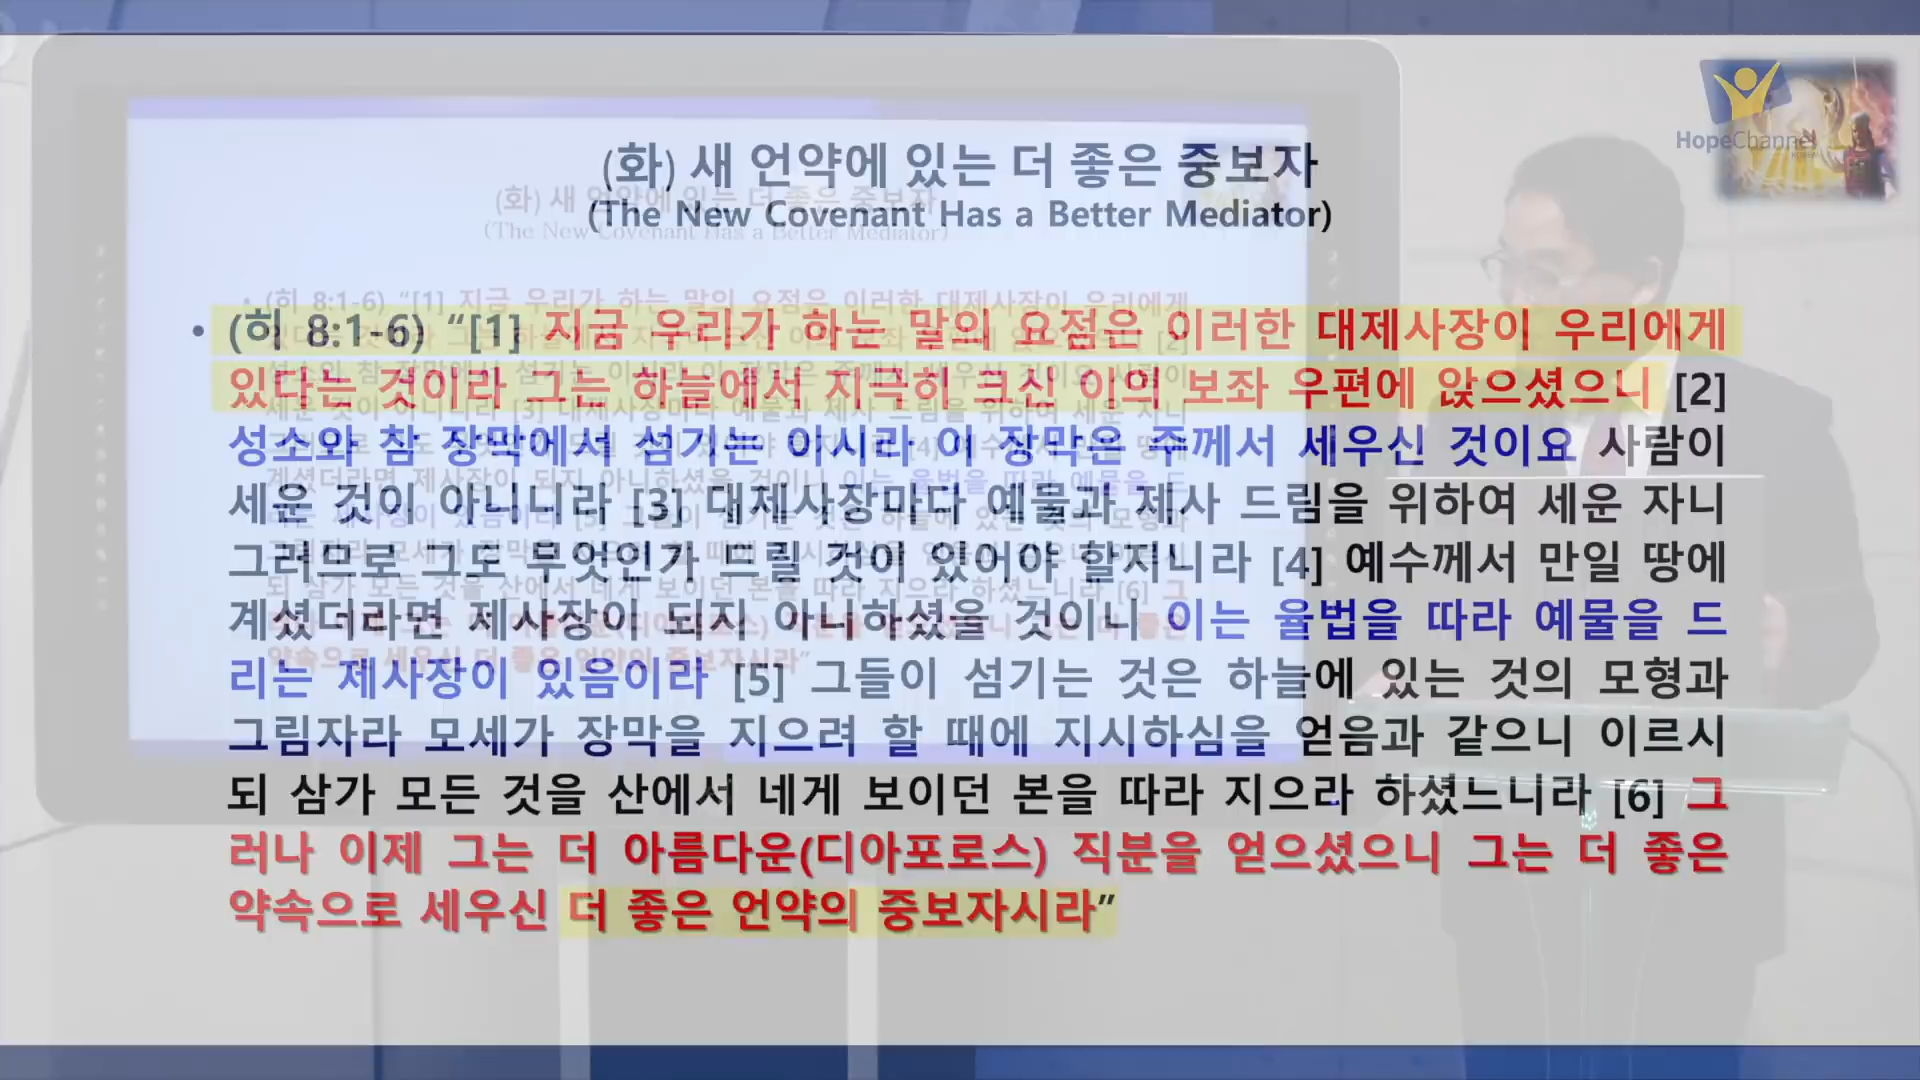 HopeChannel
(화) 새 언약에 있는 더 좋은 중보자
(The New Covenant Has a Better Mediator)
• (히 8:1-6) “[1] 지금 우리가 하는 말의 요점은 이러한 대제사장이 우리에게
있다는 것이라 그는 하늘에서 지극히 크신 이의 보좌 우편에 앉으셨으니 [2]
성소와 참 장막에서 섬기는 이시라 이 장막은 주께서 세우신 것이요 사람이
세운 것이 아니니라 [3] 대제사장마다 예물과 제사 드림을 위하여 세운 자니
그러므로 그도 무엇인가 드릴 것이 있어야 할지니라 [4] 예수께서 만일 땅에
계셨더라면 제사장이 되지 아니하셨을 것이니 이는 율법을 따라 예물을 드
리는 제사장이 있음이라 [5] 그들이 섬기는 것은 하늘에 있는 것의 모형과
그림자라 모세가 장막을 지으려 할 때에 지시하심을 얻음과 같으니 이르시
되 삼가 모든 것을 산에서 네게 보이던 본을 따라 지으라 하셨느니라 [6] 그
러나 이제 그는 더 아름다운(디아포로스) 직분을 얻으셨으니 그는 더 좋은
약속으로 세우신 더 좋은 언약의 중보자시라”